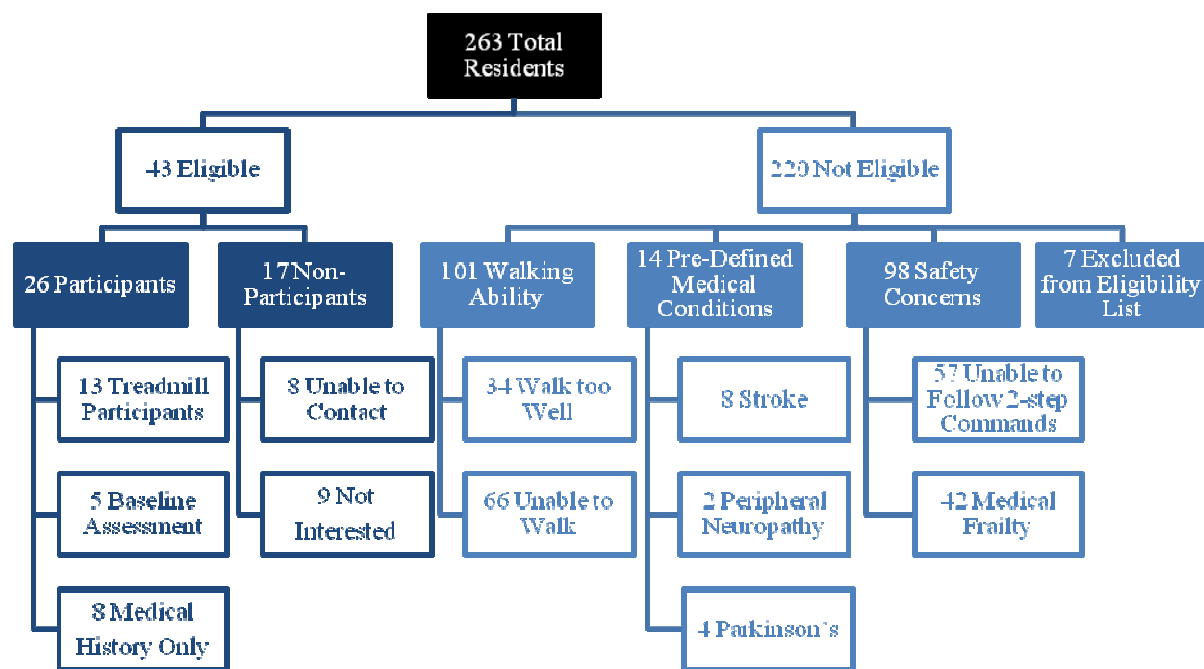 263 Total
Residents
43 Eligible
220 Not Eligible
26 Participants
17 Non-
Participants
101 Walking
Ability
14 Pre-Defined
Medical
Conditions
98 Safety
Concerns
7 Excluded
from Eligibility
List
13 Treadmill
Participants
8 Unable to
Contact
34 Walk too
Well
8 Stroke
57 Unable to
Follow 2-step
Commands
5 Baseline
Assessment
9 Not
Interested
66 Unable to
Walk
2 Peripheral
Neuropathy
42 Medical
Frailty
8 Medical
History Only
4 Parkinson's